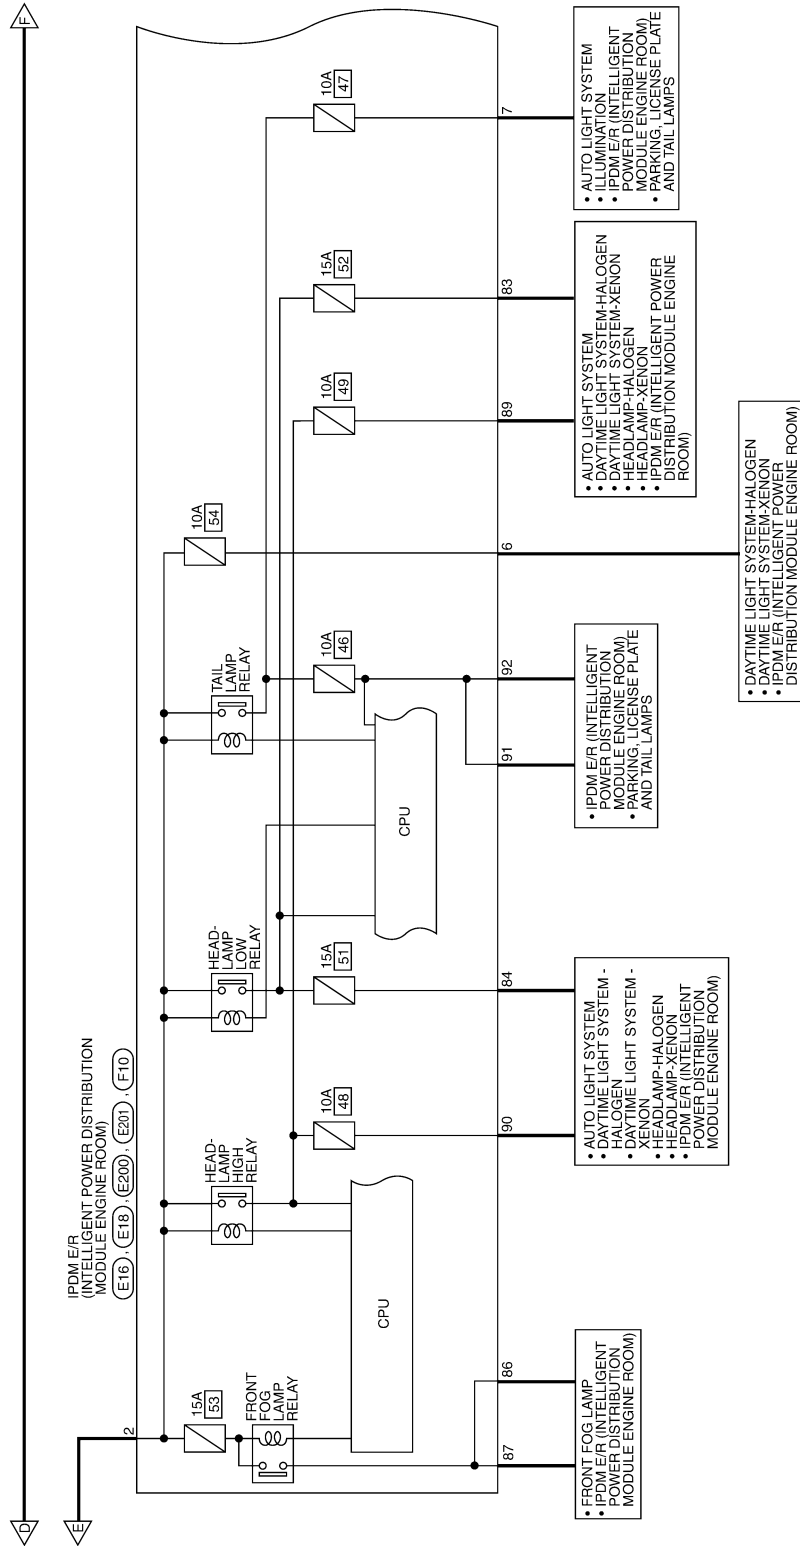 F
D
E
2
IPDM E/R
(INTELLIGENT POWER DISTRIBUTION
MODULE ENGINE ROOM)
E16 , E18 , E200 , E201 , F10
15A
53
FRONT
FOG
LAMP
RELAY
HEAD-
LAMP
HIGH
RELAY
10A
48
HEAD-
LAMP
LOW
RELAY
15A
51
TAIL
LAMP
RELAY
10A
46
10A
54
10A
49
15A
52
10A
47
CPU
CPU
87
86
90
84
91
92
6
89
83
7
• FRONT FOG LAMP
• IPDM E/R (INTELLIGENT
POWER DISTRIBUTION
MODULE ENGINE ROOM)
• AUTO LIGHT SYSTEM
• DAYTIME LIGHT SYSTEM -
HALOGEN
• DAYTIME LIGHT SYSTEM -
XENON
• HEADLAMP-HALOGEN
• HEADLAMP-XENON
• IPDM E/R (INTELLIGENT
POWER DISTRIBUTION
MODULE ENGINE ROOM)
• IPDM E/R (INTELLIGENT
POWER DISTRIBUTION
MODULE ENGINE ROOM)
• PARKING, LICENSE PLATE
AND TAIL LAMPS
• DAYTIME LIGHT SYSTEM-HALOGEN
• DAYTIME LIGHT SYSTEM-XENON
• IPDM E/R (INTELLIGENT POWER
DISTRIBUTION MODULE ENGINE ROOM)
• AUTO LIGHT SYSTEM
• DAYTIME LIGHT SYSTEM-HALOGEN
• DAYTIME LIGHT SYSTEM-XENON
• HEADLAMP-HALOGEN
• HEADLAMP-XENON
• IPDM E/R (INTELLIGENT POWER
DISTRIBUTION MODULE ENGINE
ROOM)
• AUTO LIGHT SYSTEM
• ILLUMINATION
• IPDM E/R (INTELLIGENT
POWER DISTRIBUTION
MODULE ENGINE ROOM)
• PARKING, LICENSE PLATE
AND TAIL LAMPS